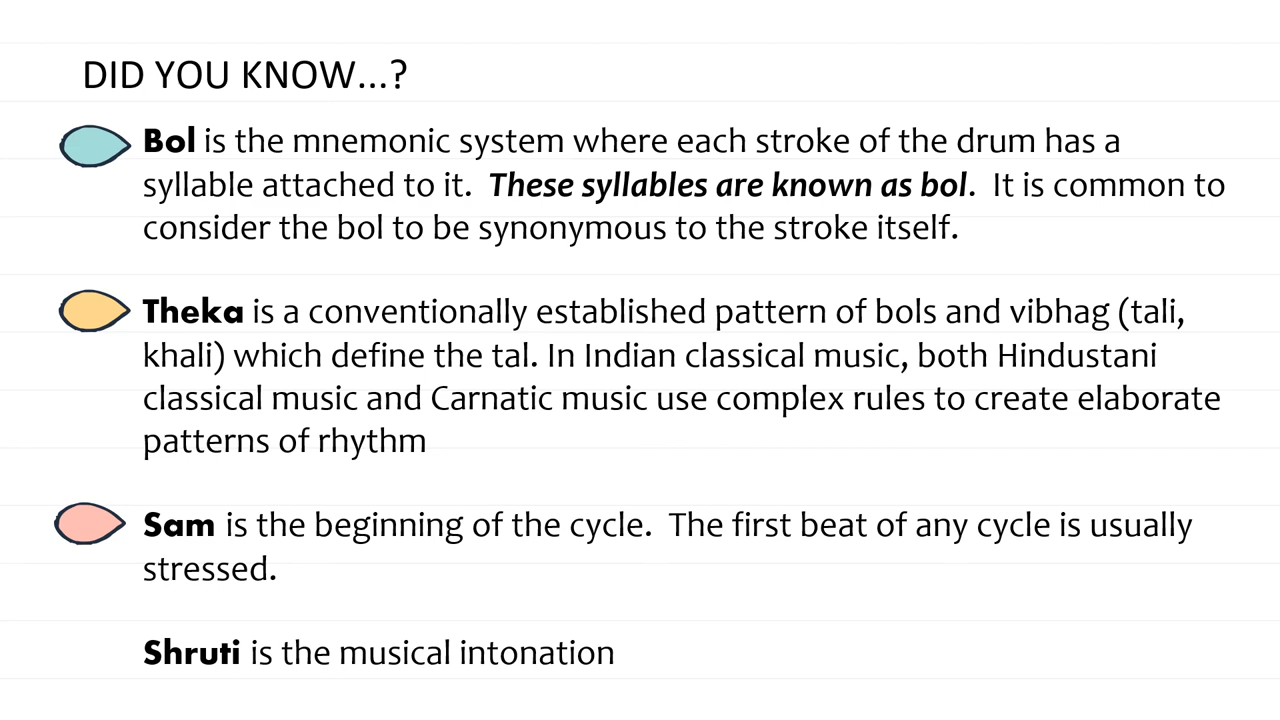 DID YOU KNOW...?
Bol is the mnemonic system where each stroke of the drum has a
syllable attached to it.  These syllables are known as bol.  It is common to
consider the bol to be synonymous to the stroke itself.
Theka is a conventionally established pattern of bols and vibhag (tali,
khali) which define the tal. In Indian classical music, both Hindustani
classical music and Carnatic music use complex rules to create elaborate
patterns of rhythm
Sam is the beginning of the cycle.  The first beat of any cycle is usually
stressed.
Shruti is the musical intonation